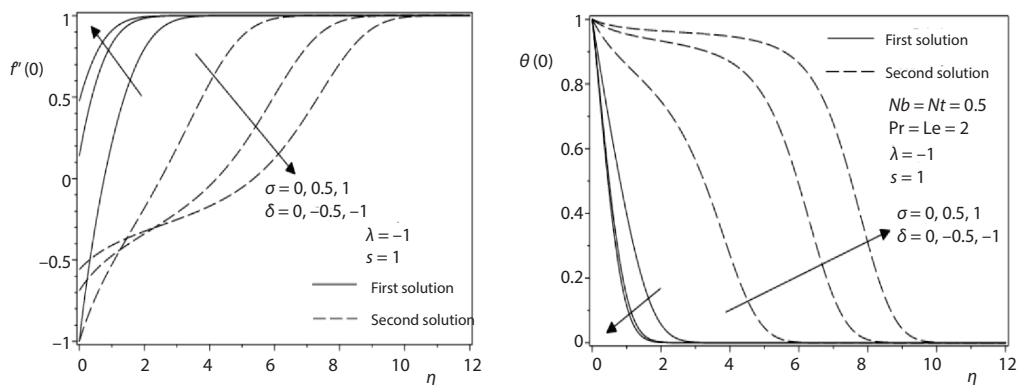 f''(0)
1
0.5
0
−0.5
−1
0
2
4
6
8
10
12
η
σ = 0, 0.5, 1
δ = 0, −0.5, −1
λ = −1
s = 1
First solution
Second solution
θ (0)
1
0.8
0.6
0.4
0.2
0
0
2
4
6
8
10
12
η
First solution
Second solution
Nb = Nt = 0.5
Pr = Le = 2
λ = −1
s = 1
σ = 0, 0.5, 1
δ = 0, −0.5, −1